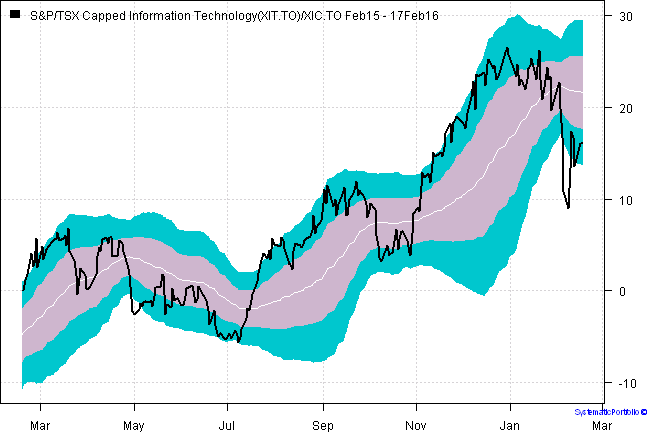 S&P/TSX Capped Information Technology(XIT.TO)/XIC.TO Feb15 - 17Feb16
30
20
10
0
-10
Mar May Jul Sep Nov Jan Mar
SystematicPortfolio ©